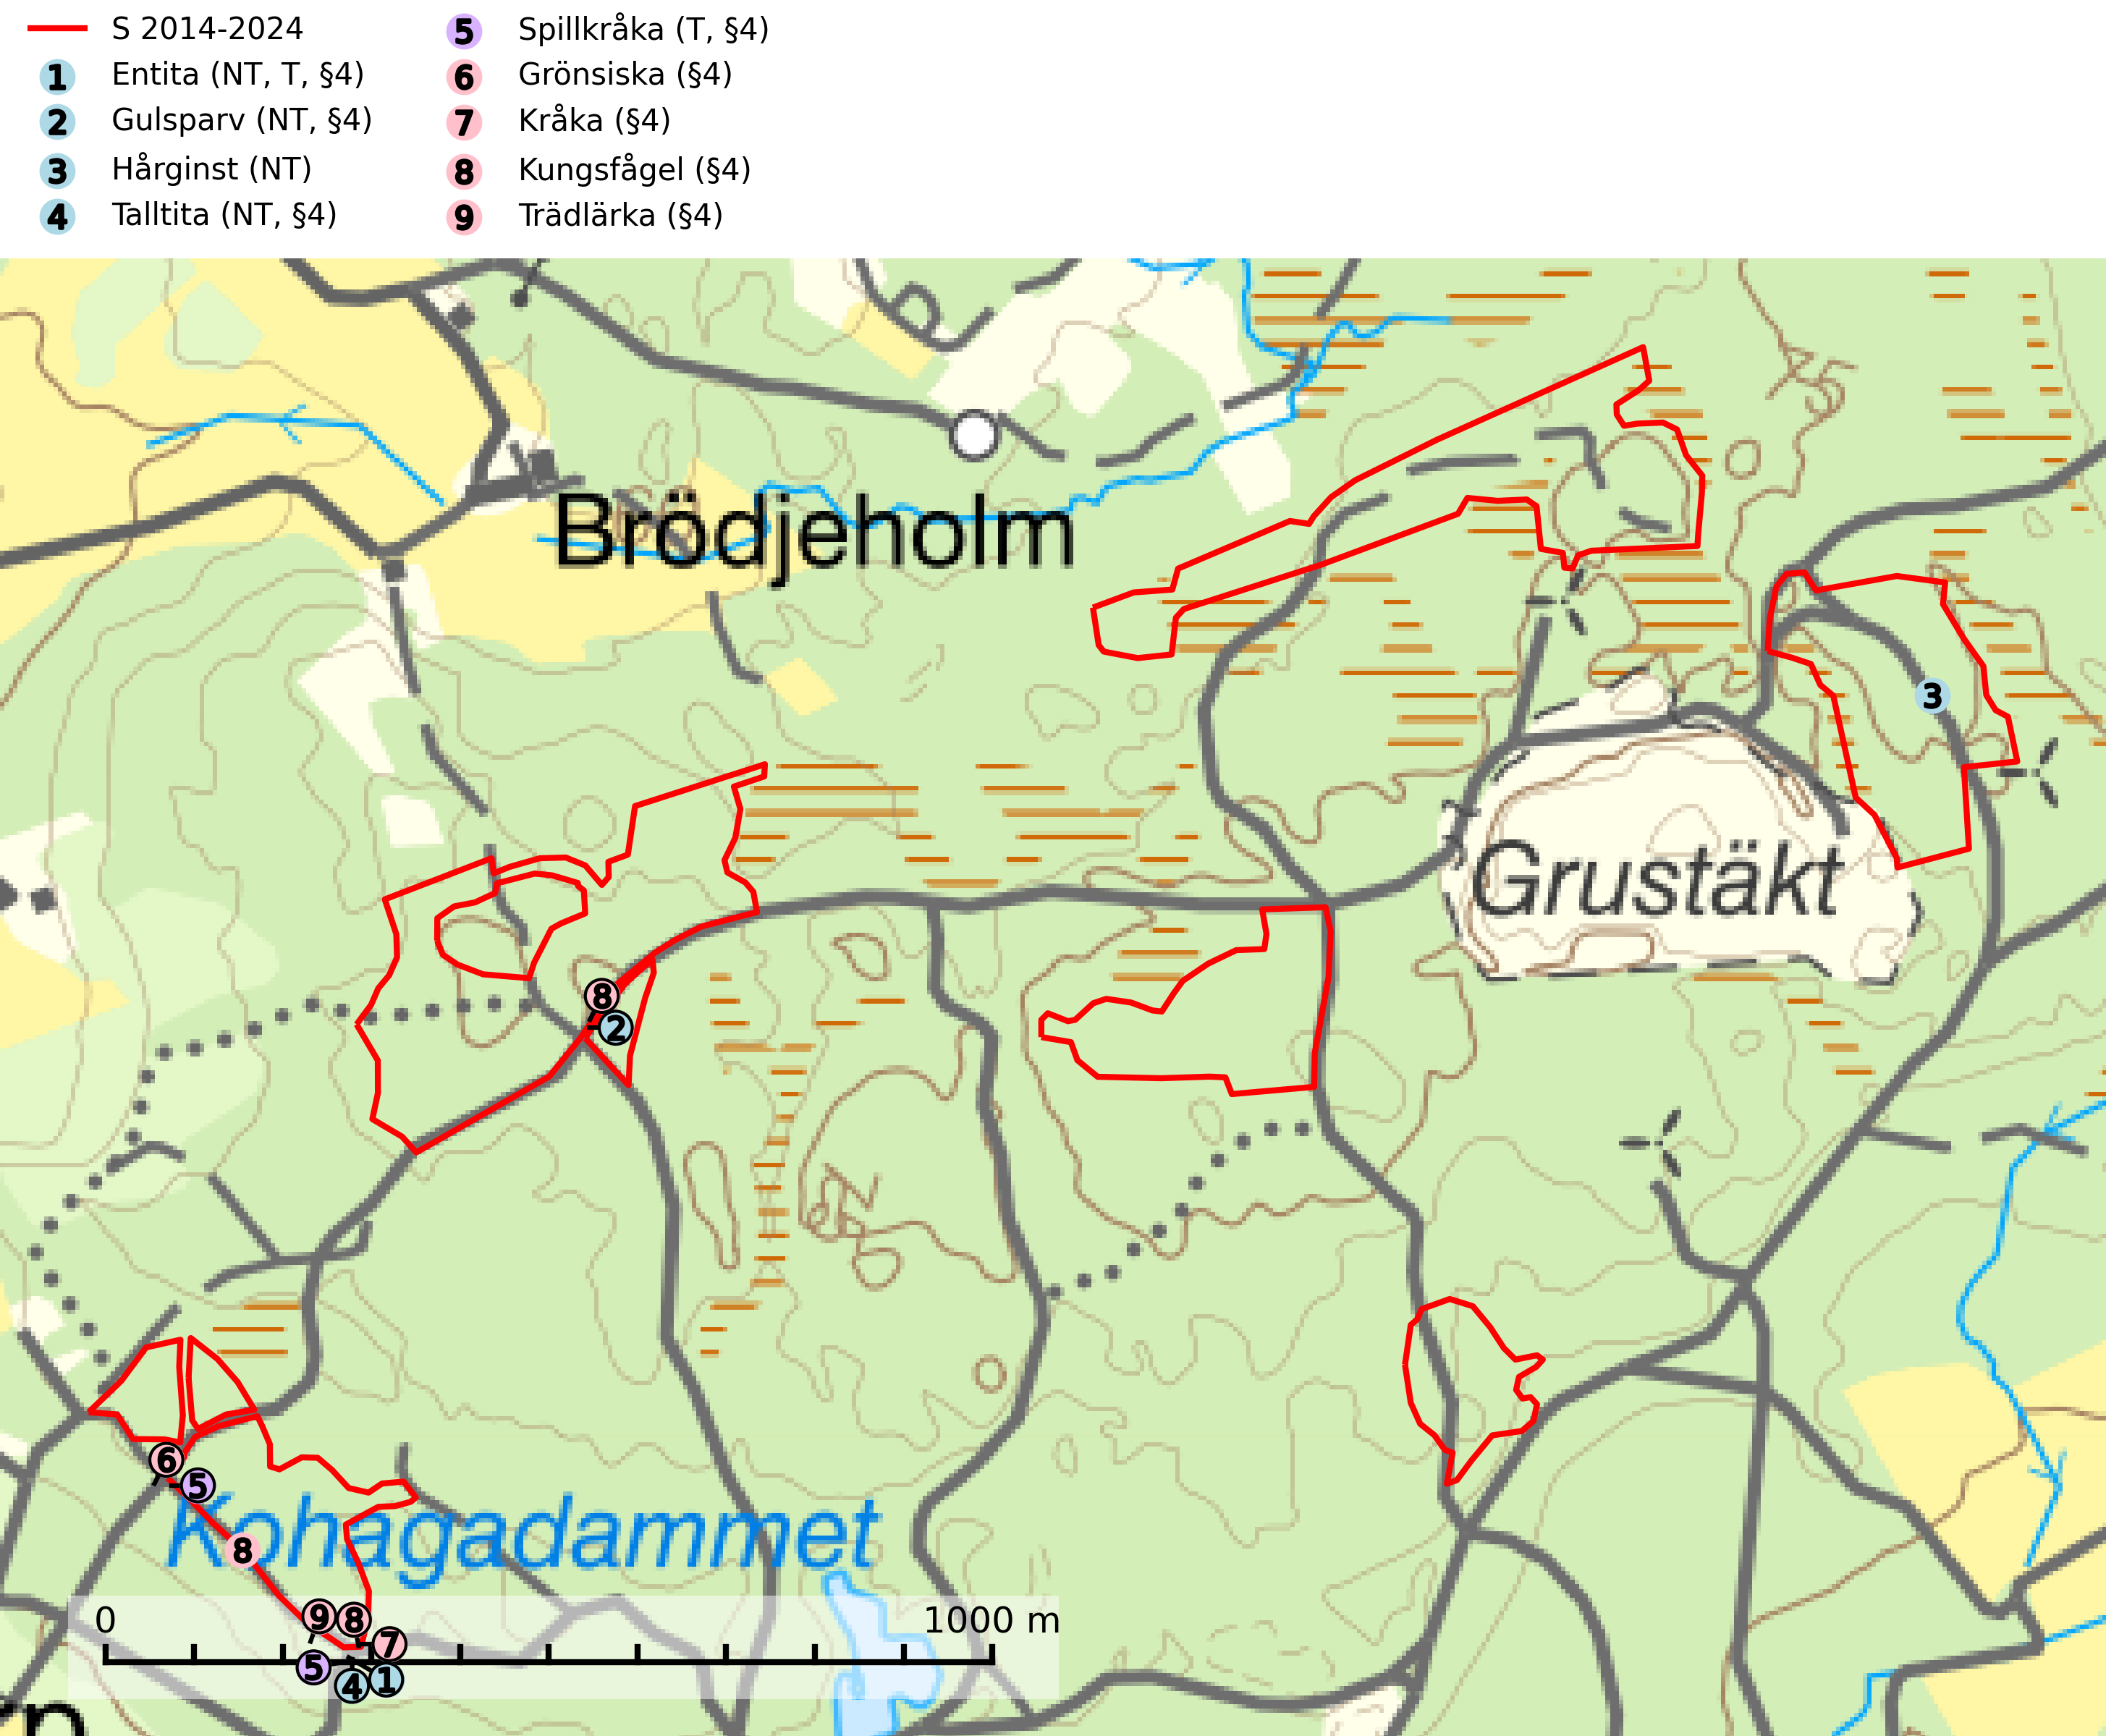 S 2014-2024
1 Entita (NT, T, §4)
2 Gulsparv (NT, §4)
3 Hårginst (NT)
4 Talltita (NT, §4)
5 Spillkråka (T, §4)
6 Grönsiska (§4)
7 Kråka (§4)
8 Kungsfågel (§4)
9 Trädlärka (§4)
Brödjeholm
3
Grustäkt
8
2
6
5
Kohagadammet
8
9 8
7
0 1000 m
5
4 1